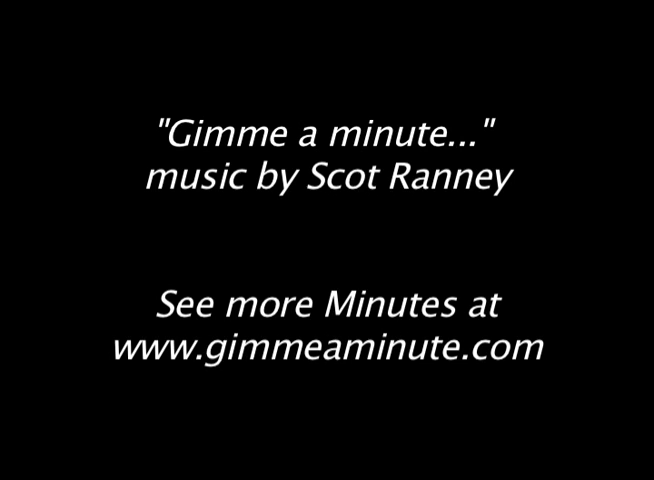 "Gimme a minute..."
music by Scot Ranney
See more Minutes at
www.gimmeaminute.com